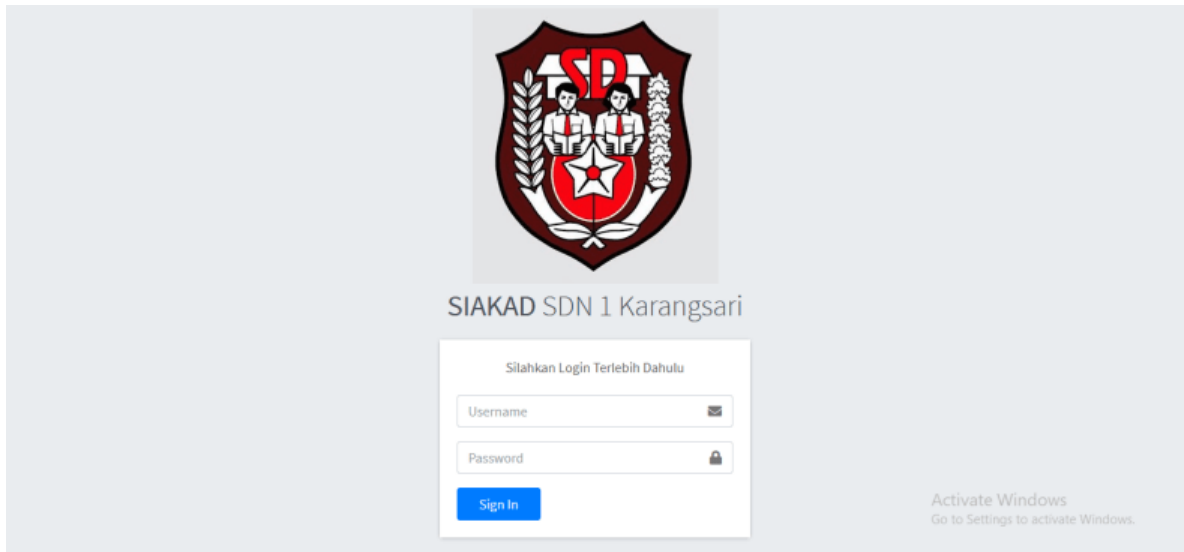 SD
SIAKAD SDN 1 Karangsari
Silahkan Login Terlebih Dahulu
Username
Password
Sign In
Activate Windows
Go to Settings to activate Windows.